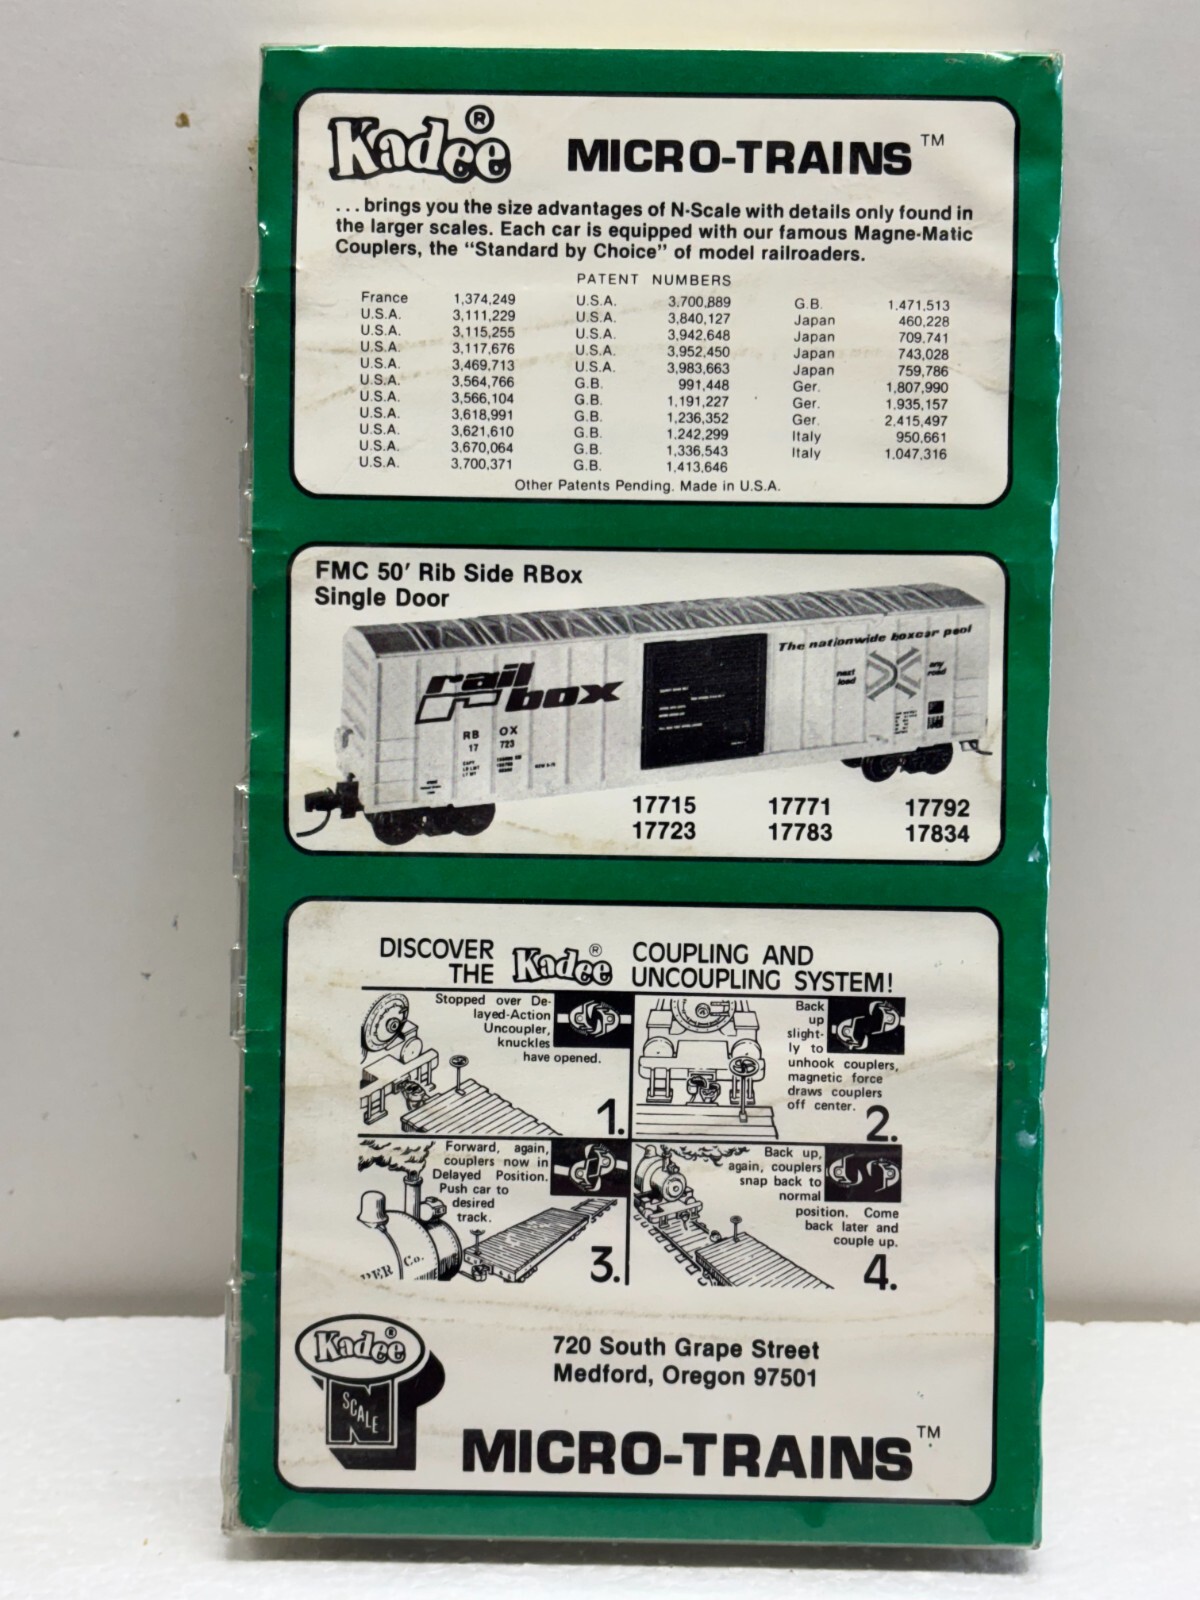 Kadee® MICRO-TRAINS™
...brings you the size advantages of N-Scale with details only found in
the larger scales. Each car is equipped with our famous Magne-Matic
Couplers, the “Standard by Choice” of model railroaders.
PATENT NUMBERS
France 1,374,249 U.S.A. 3,700,889 G.B. 1,471,513
U.S.A. 3,111,229 U.S.A. 3,840,127 Japan 460,228
U.S.A. 3,115,255 U.S.A. 3,942,648 Japan 709,741
U.S.A. 3,117,676 U.S.A. 3,952,450 Japan 743,028
U.S.A. 3,469,713 U.S.A. 3,983,663 Japan 759,786
U.S.A. 3,564,766 G.B. 991,448 Ger. 1,807,990
U.S.A. 3,566,104 G.B. 1,191,227 Ger. 1,935,157
U.S.A. 3,618,991 G.B. 1,236,352 Ger. 2,415,497
U.S.A. 3,621,610 G.B. 1,242,299 Italy 950,661
U.S.A. 3,670,064 G.B. 1,336,543 Italy 1,047,316
U.S.A. 3,700,371 G.B. 1,413,646
Other Patents Pending. Made in U.S.A.
FMC 50' Rib Side RBox
Single Door
The nationwide boxcar pool
rail
box
next
load
any
road
RB OX
17 723
17715 17771 17792
17723 17783 17834
DISCOVER
THE
Kadee®
COUPLING AND
UNCOUPLING SYSTEM!
Stopped over De-
layed-Action
Uncoupler,
knuckles
have opened.
1.
Back
up
slight-
ly to
unhook couplers,
magnetic force
draws couplers
off center.
2.
Forward, again,
couplers now in
Delayed Position.
Push car to
desired
track.
DER Co.
3.
Back up,
again, couplers
snap back to
normal
position. Come
back later and
couple up.
4.
Kadee®
N
SCALE
720 South Grape Street
Medford, Oregon 97501
MICRO-TRAINS™